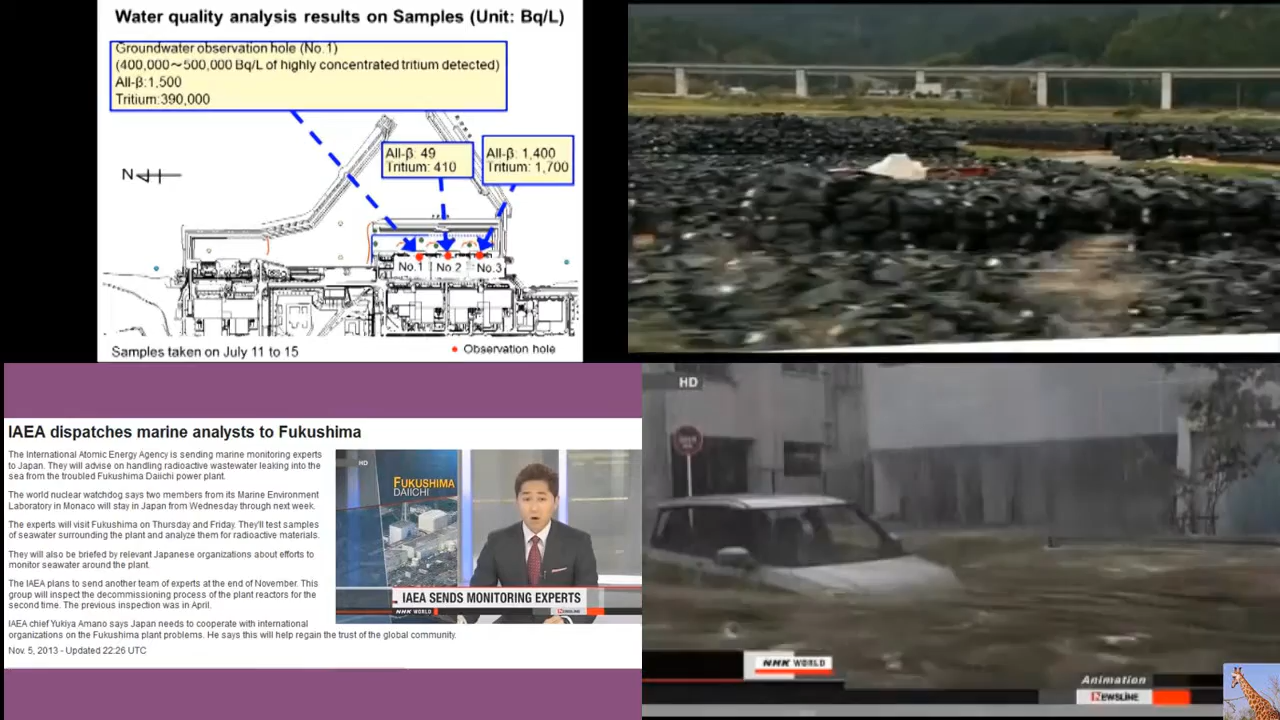 Water quality analysis results on Samples (Unit: Bq/L)
Groundwater observation hole (No.1)
(400,000～500,000 Bq/L of highly concentrated tritium detected)
All-β:1,500
Tritium:390,000
All-β: 49
Tritium: 410
All-β: 1,400
Tritium: 1,700
N
No.1
No 2
No.3
Samples taken on July 11 to 15
Observation hole
IAEA dispatches marine analysts to Fukushima
The International Atomic Energy Agency is sending marine monitoring experts
to Japan. They will advise on handling radioactive wastewater leaking into the
sea from the troubled Fukushima Daiichi power plant.
The world nuclear watchdog says two members from its Marine Environment
Laboratory in Monaco will stay in Japan from Wednesday through next week.
The experts will visit Fukushima on Thursday and Friday. They'll test samples
of seawater surrounding the plant and analyze them for radioactive materials.
They will also be briefed by relevant Japanese organizations about efforts to
monitor seawater around the plant.
The IAEA plans to send another team of experts at the end of November. This
group will inspect the decommissioning process of the plant reactors for the
second time. The previous inspection was in April.
IAEA chief Yukiya Amano says Japan needs to cooperate with international
organizations on the Fukushima plant problems. He says this will help regain the trust of the global community.
Nov. 5, 2013 - Updated 22:26 UTC
HD
FUKUSHIMA
DAIICHI
IAEA SENDS MONITORING EXPERTS
NHK WORLD
NEWSLINE
HD
NHK WORLD
Animation
NEWSLINE